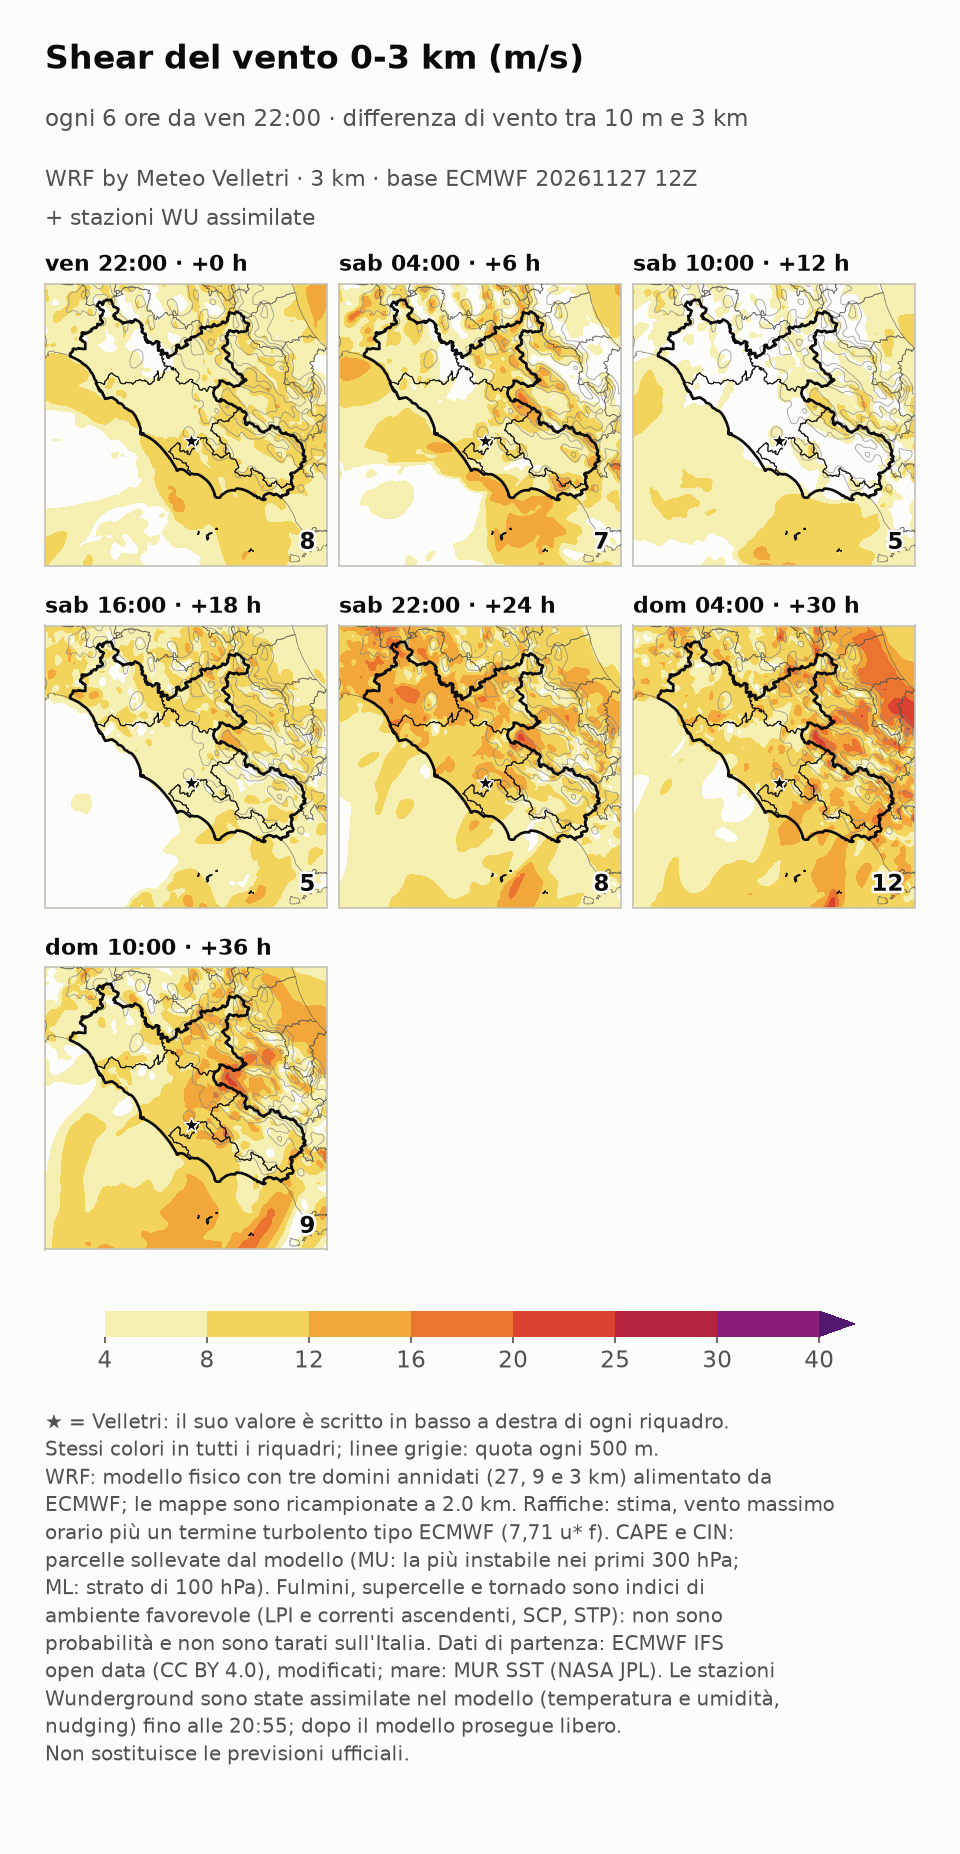 Shear del vento 0-3 km (m/s)
ogni 6 ore da ven 22:00 · differenza di vento tra 10 m e 3 km
WRF by Meteo Velletri · 3 km · base ECMWF 20261127 12Z
+ stazioni WU assimilate
ven 22:00 · +0 h
sab 04:00 · +6 h
sab 10:00 · +12 h
8
7
5
sab 16:00 · +18 h
sab 22:00 · +24 h
dom 04:00 · +30 h
5
8
12
dom 10:00 · +36 h
9
4 8 12 16 20 25 30 40
★ = Velletri: il suo valore è scritto in basso a destra di ogni riquadro.
Stessi colori in tutti i riquadri; linee grigie: quota ogni 500 m.
WRF: modello fisico con tre domini annidati (27, 9 e 3 km) alimentato da
ECMWF; le mappe sono ricampionate a 2.0 km. Raffiche: stima, vento massimo
orario più un termine turbolento tipo ECMWF (7,71 u* f). CAPE e CIN:
parcelle sollevate dal modello (MU: la più instabile nei primi 300 hPa;
ML: strato di 100 hPa). Fulmini, supercelle e tornado sono indici di
ambiente favorevole (LPI e correnti ascendenti, SCP, STP): non sono
probabilità e non sono tarati sull'Italia. Dati di partenza: ECMWF IFS
open data (CC BY 4.0), modificati; mare: MUR SST (NASA JPL). Le stazioni
Wunderground sono state assimilate nel modello (temperatura e umidità,
nudging) fino alle 20:55; dopo il modello prosegue libero.
Non sostituisce le previsioni ufficiali.